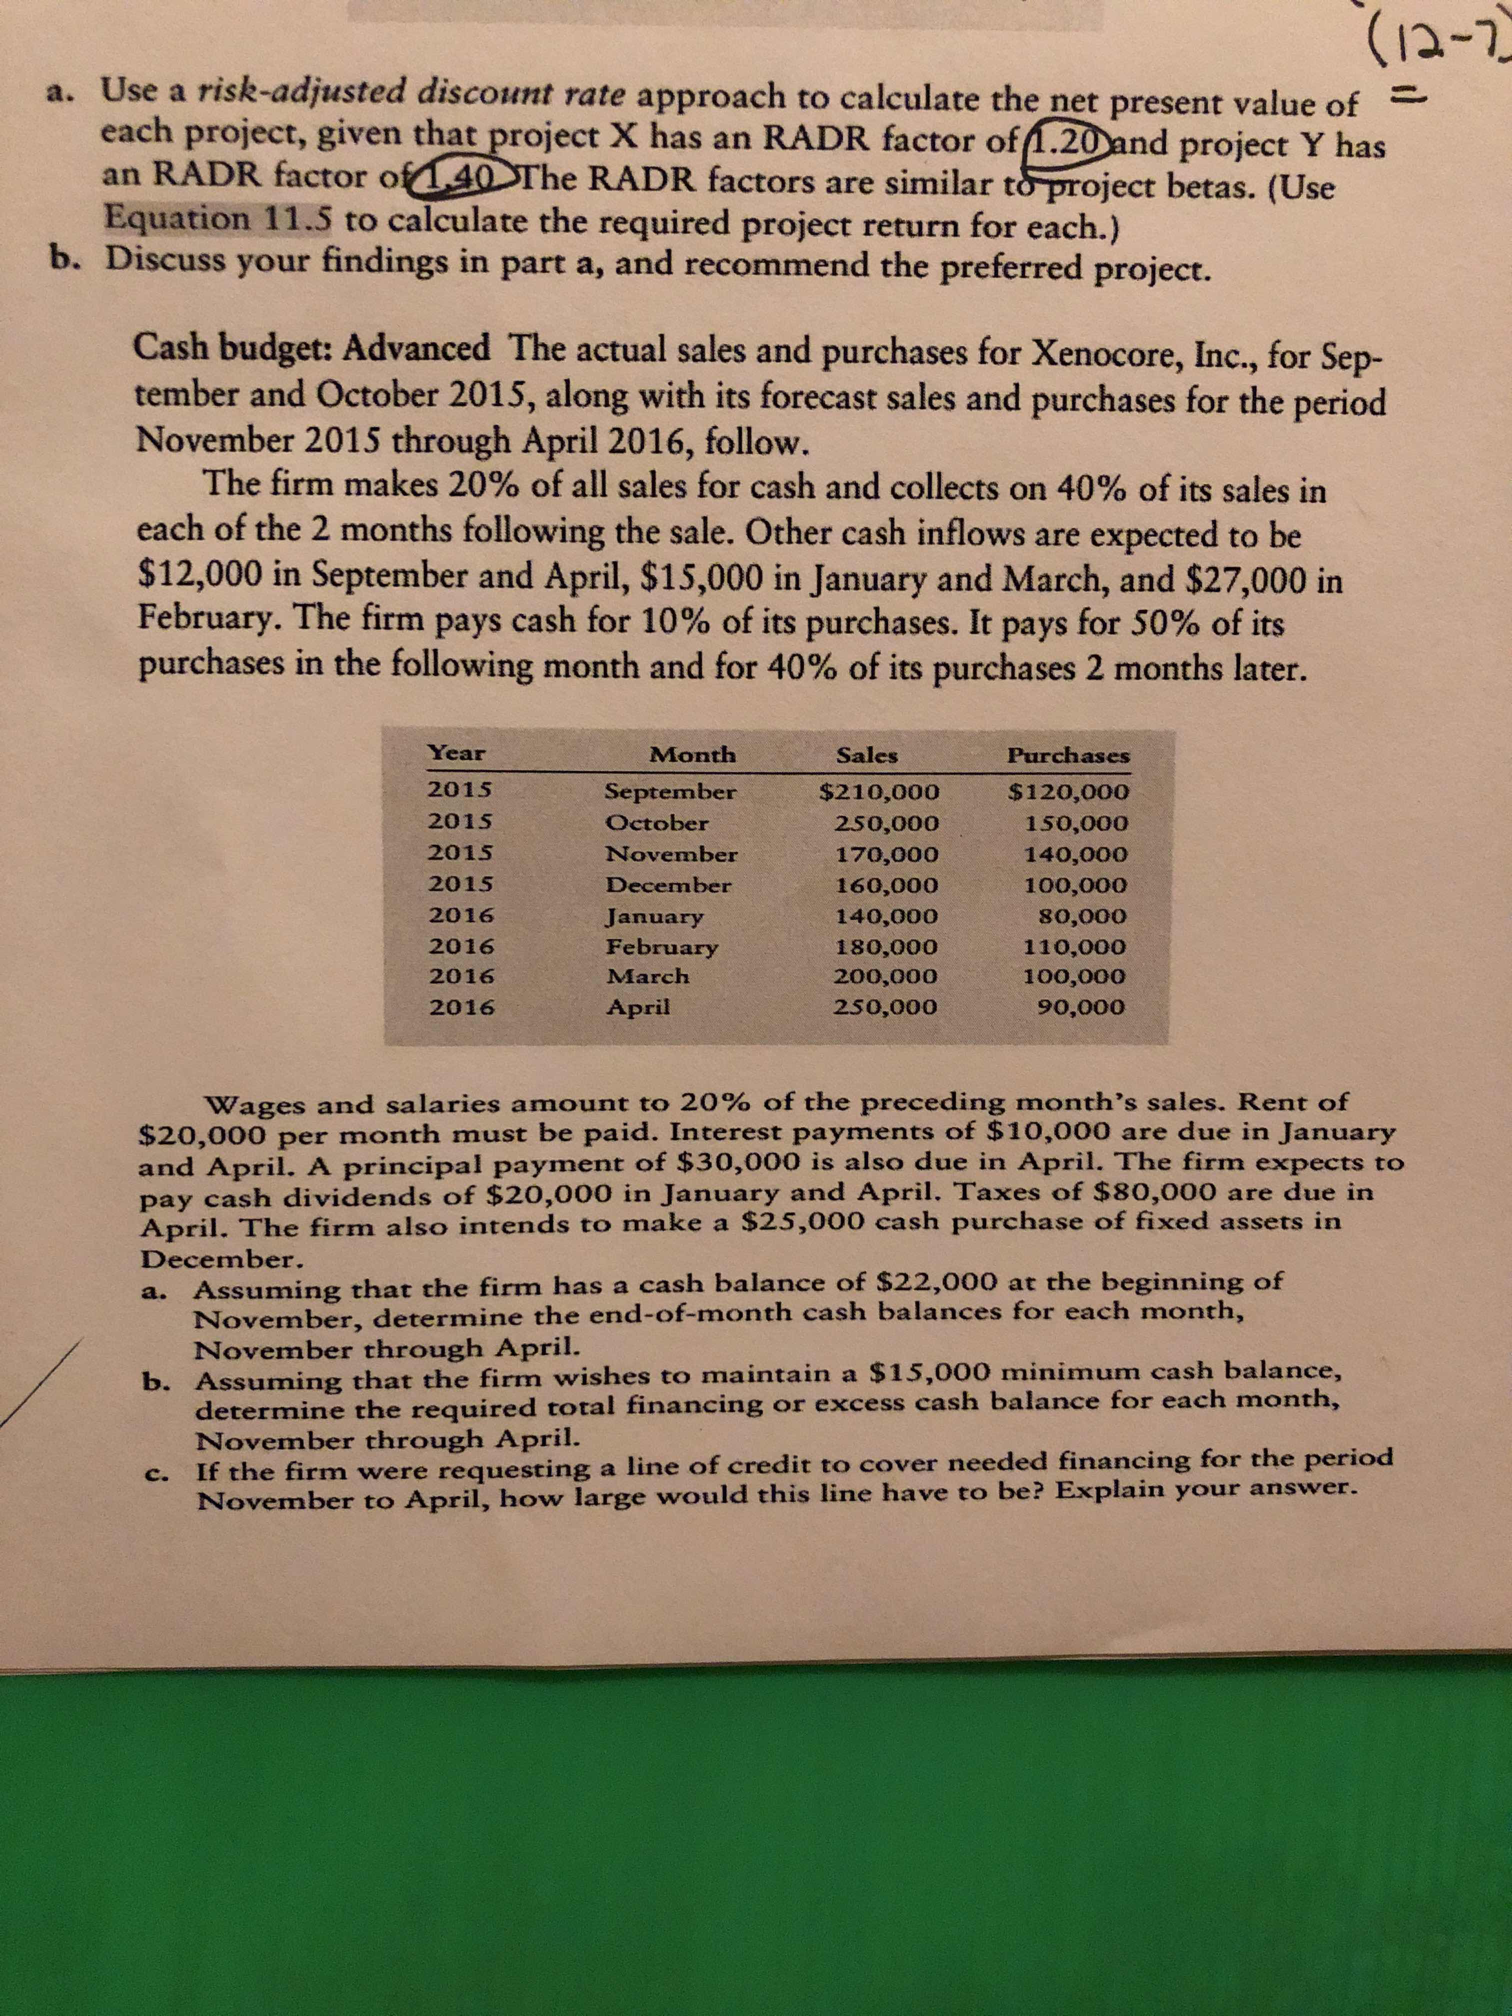 (12-7)
=
a. Use a risk-adjusted discount rate approach to calculate the net present value of
each project, given that project X has an RADR factor of 1.20 and project Y has
an RADR factor of 1.40 The RADR factors are similar to project betas. (Use
Equation 11.5 to calculate the required project return for each.)
b. Discuss your findings in part a, and recommend the preferred project.
Cash budget: Advanced The actual sales and purchases for Xenocore, Inc., for Sep-
tember and October 2015, along with its forecast sales and purchases for the period
November 2015 through April 2016, follow.
The firm makes 20% of all sales for cash and collects on 40% of its sales in
each of the 2 months following the sale. Other cash inflows are expected to be
$12,000 in September and April, $15,000 in January and March, and $27,000 in
February. The firm pays cash for 10% of its purchases. It pays for 50% of its
purchases in the following month and for 40% of its purchases 2 months later.
Year Month Sales Purchases
2015 September $210,000 $120,000
2015 October 250,000 150,000
2015 November 170,000 140,000
2015 December 160,000 100,000
2016 January 140,000 80,000
2016 February 180,000 110,000
2016 March 200,000 100,000
2016 April 250,000 90,000
Wages and salaries amount to 20% of the preceding month's sales. Rent of
$20,000 per month must be paid. Interest payments of $10,000 are due in January
and April. A principal payment of $30,000 is also due in April. The firm expects to
pay cash dividends of $20,000 in January and April. Taxes of $80,000 are due in
April. The firm also intends to make a $25,000 cash purchase of fixed assets in
December.
a. Assuming that the firm has a cash balance of $22,000 at the beginning of
November, determine the end-of-month cash balances for each month,
November through April.
b. Assuming that the firm wishes to maintain a $15,000 minimum cash balance,
determine the required total financing or excess cash balance for each month,
November through April.
c. If the firm were requesting a line of credit to cover needed financing for the period
November to April, how large would this line have to be? Explain your answer.